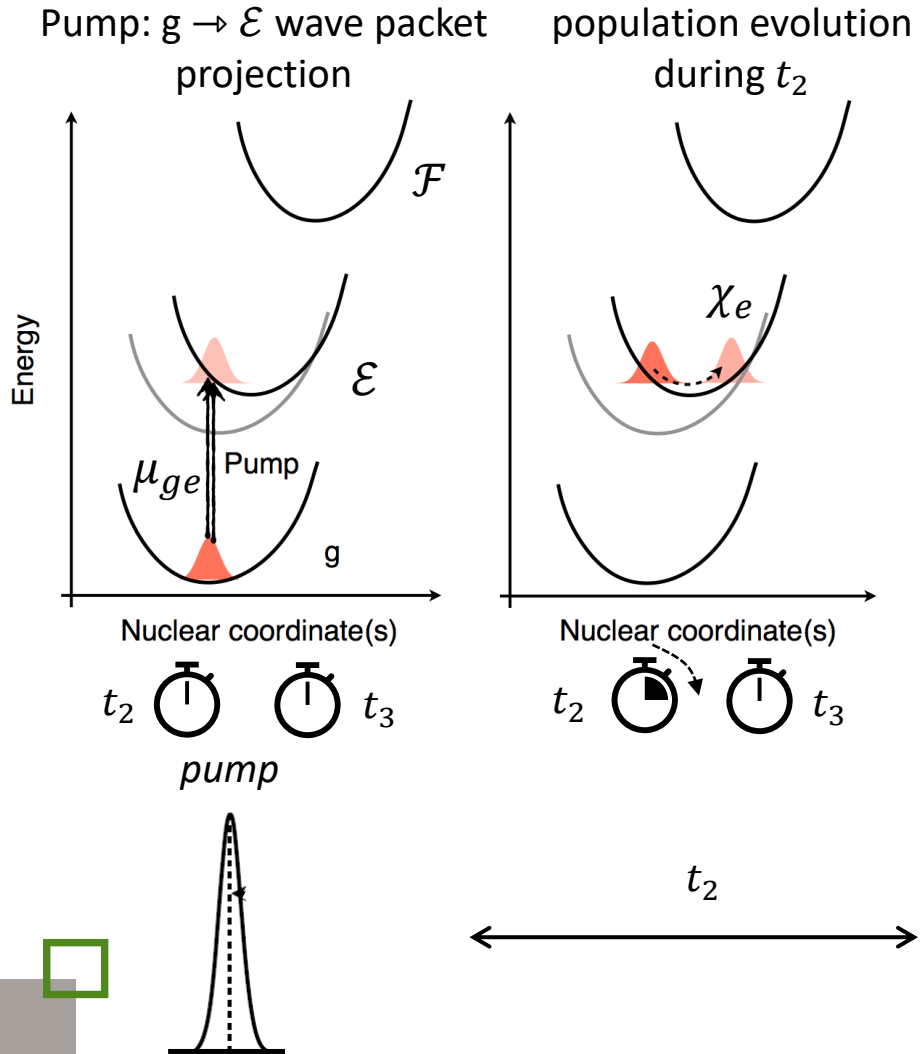 Pump: g → ℰ wave packet projection
population evolution during t₂
ℱ
ℰ
μ_ge
Pump
g
Energy
Nuclear coordinate(s)
t₂
t₃
χ_e
Nuclear coordinate(s)
t₂
t₃
pump
t₂